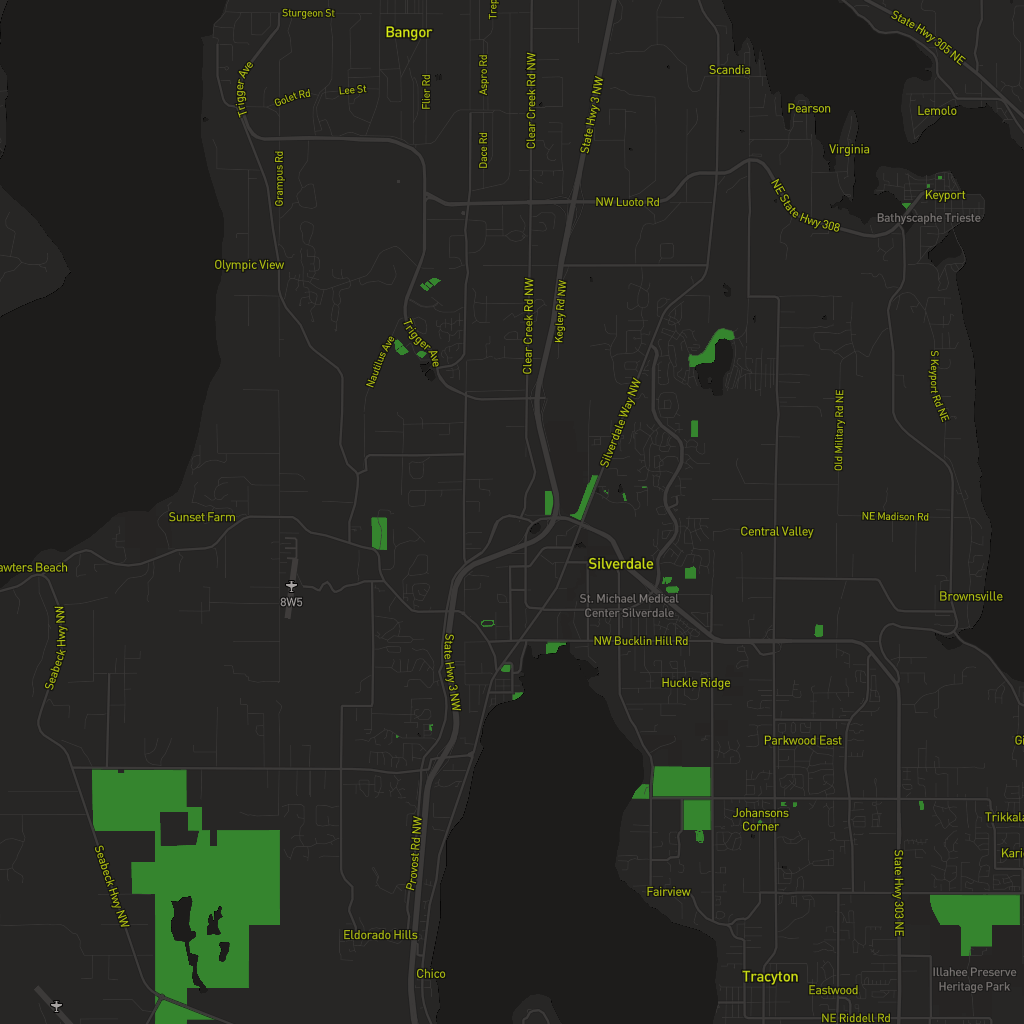 Sturgeon St
Bangor
State Hwy 305 NE
Scandia
Trigger Ave
Golet Rd
Lee St
Flier Rd
Aspro Rd
Clear Creek Rd NW
State Hwy 3 NW
Pearson
Lemolo
Virginia
Dace Rd
Grampus Rd
NW Luoto Rd
NE State Hwy 308
Keyport
Bathyscaphe Trieste
Olympic View
Clear Creek Rd NW
Kegley Rd NW
Trigger Ave
Nautilus Ave
S Keyport Rd NE
Silverdale Way NW
Old Military Rd NE
Sunset Farm
NE Madison Rd
Central Valley
Silverdale
8W5
St. Michael Medical
Center Silverdale
Brownsville
Seabeck Hwy NW
State Hwy 3 NW
NW Bucklin Hill Rd
Huckle Ridge
Parkwood East
Johansons
Corner
Provost Rd NW
Seabeck Hwy NW
State Hwy 303 NE
Fairview
Eldorado Hills
Chico
Tracyton
Eastwood
Illahee Preserve
Heritage Park
NE Riddell Rd